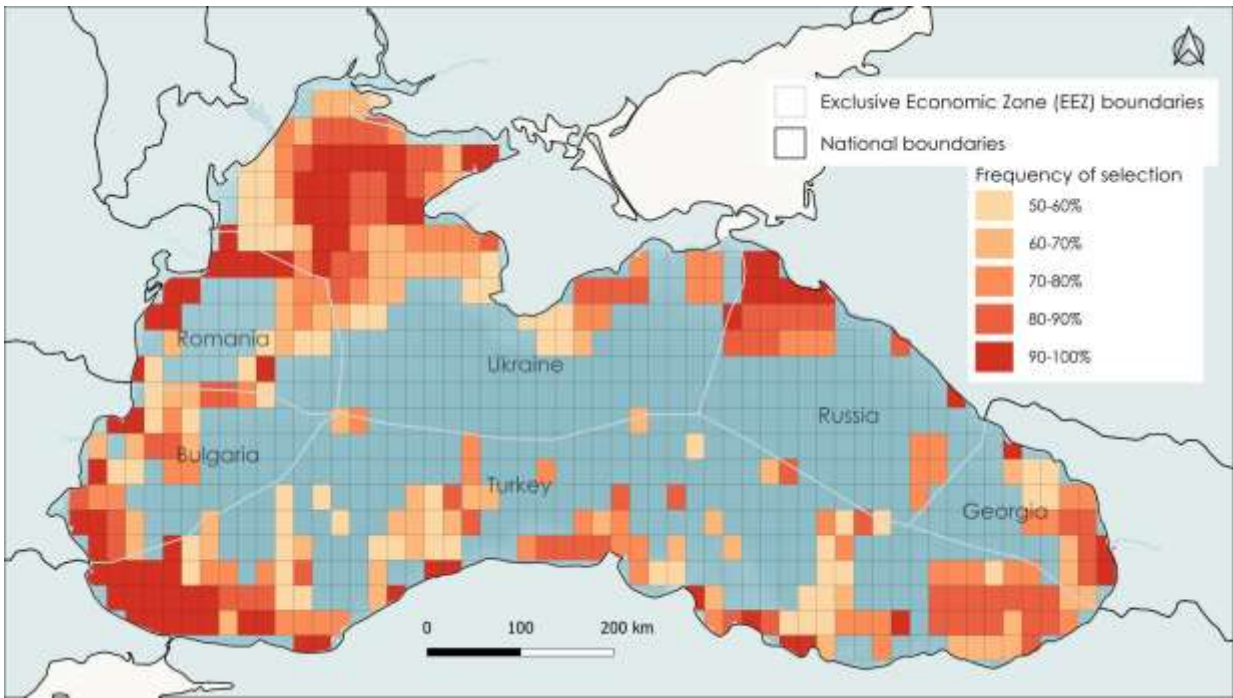 Exclusive Economic Zone (EEZ) boundaries
National boundaries
Frequency of selection
50-60%
60-70%
70-80%
80-90%
90-100%
Romania
Ukraine
Russia
Bulgaria
Turkey
Georgia
0 100 200 km